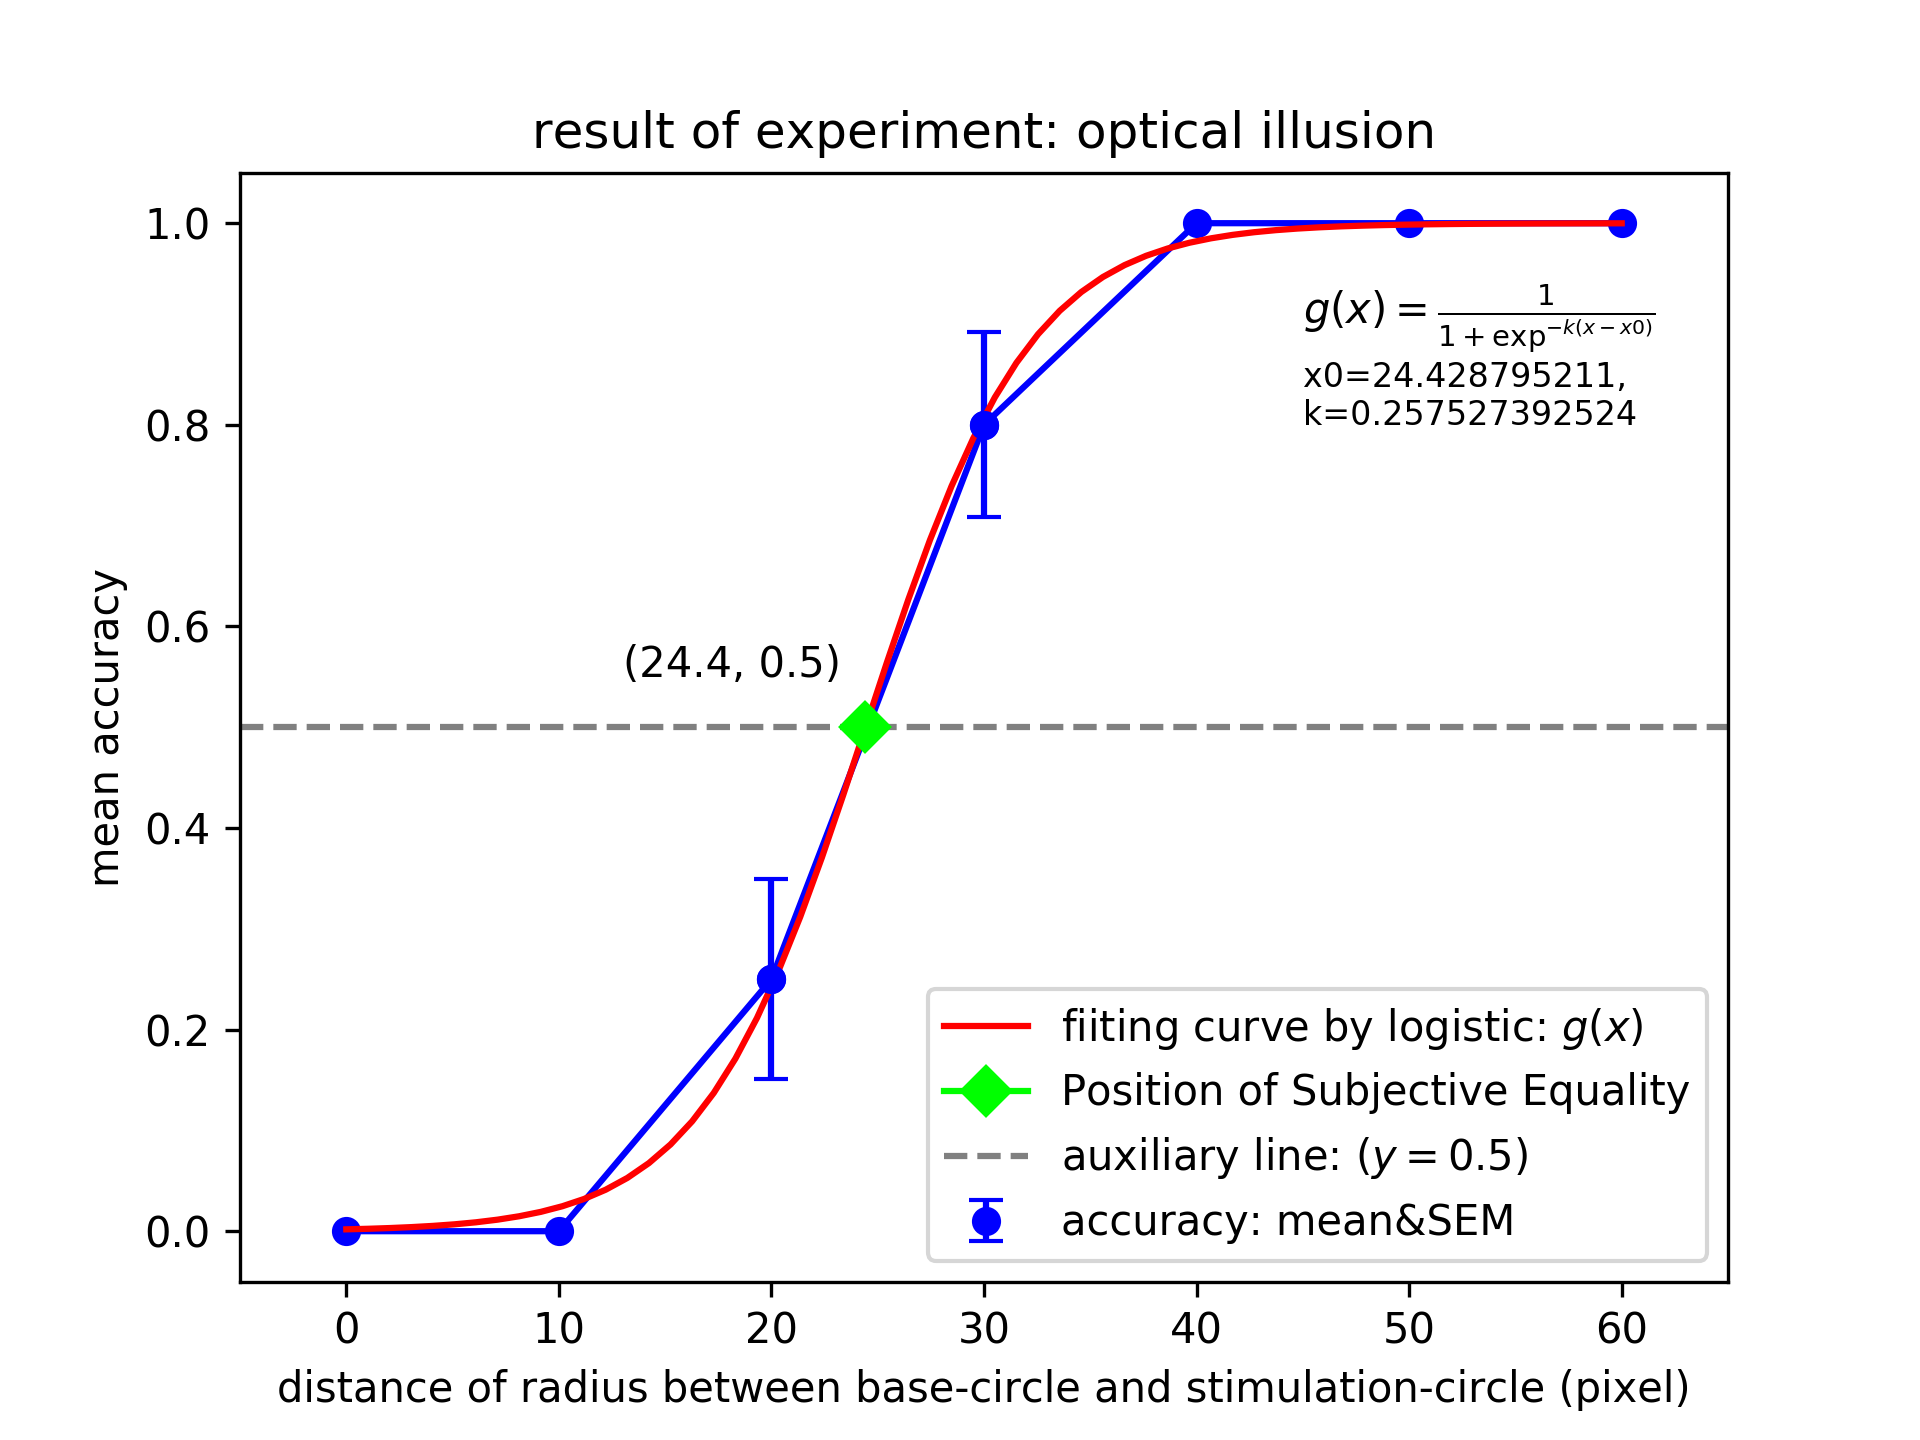 result of experiment: optical illusion
1.0
0.8
0.6
0.4
0.2
0.0
mean accuracy
g(x) = 1 / (1 + exp^{-k(x-x0)})
x0=24.428795211,
k=0.257527392524
(24.4, 0.5)
fiiting curve by logistic: g(x)
Position of Subjective Equality
auxiliary line: (y = 0.5)
accuracy: mean&SEM
0 10 20 30 40 50 60
distance of radius between base-circle and stimulation-circle (pixel)